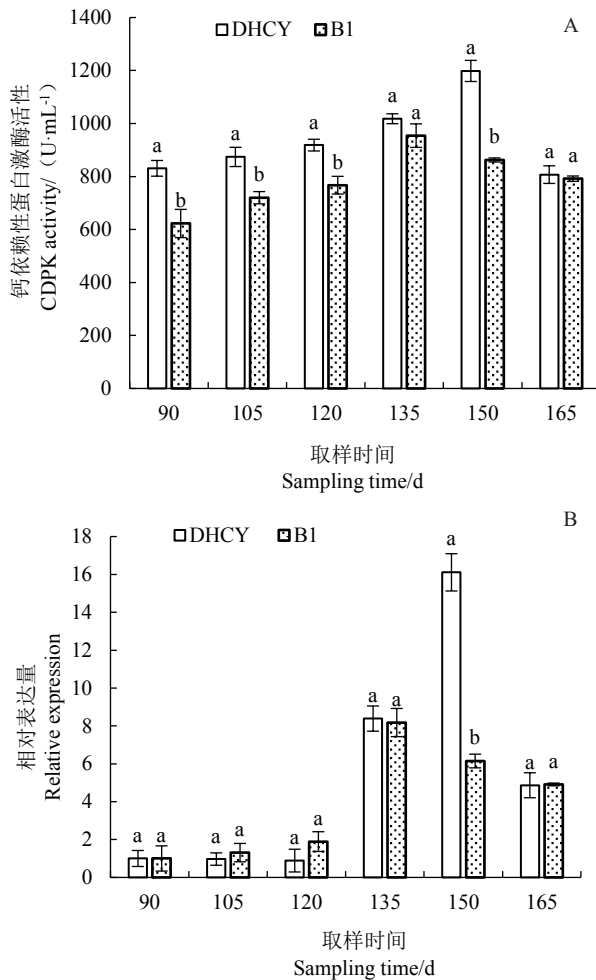 A
DHCY B1
1400
1200
1000
800
600
400
200
0
钙依赖性蛋白激酶活性
CDPK activity/（U·mL-1）
a b a b a b a a a b a a
90 105 120 135 150 165
取样时间
Sampling time/d
B
DHCY B1
18
16
14
12
10
8
6
4
2
0
相对表达量
Relative expression
a a a a a a a a a b a a
90 105 120 135 150 165
取样时间
Sampling time/d